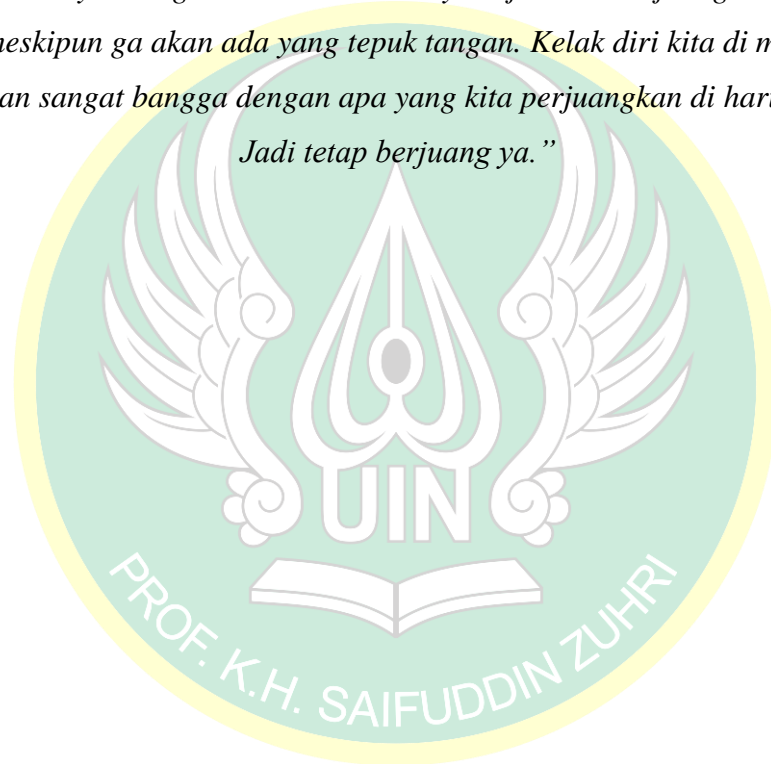 meskipun ga akan ada yang tepuk tangan. Kelak diri kita di m
an sangat bangga dengan apa yang kita perjuangkan di hari
Jadi tetap berjuang ya.”
UIN
PROF. K.H. SAIFUDDIN ZUHRI